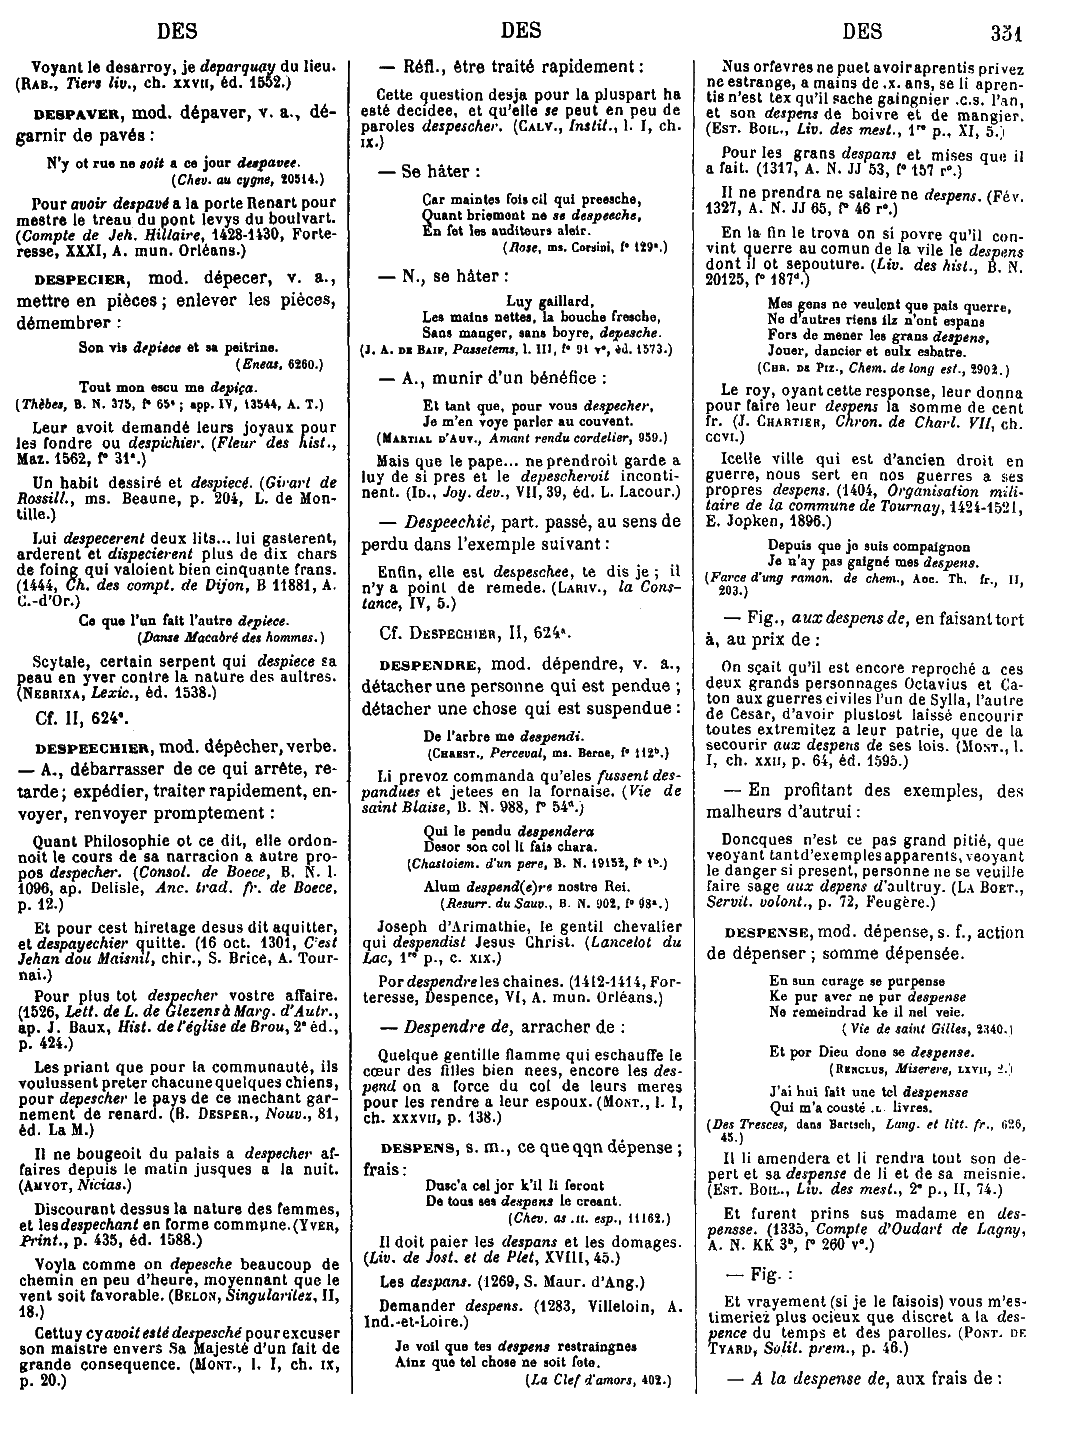 DES
DES
DES
331
Voyant le desarroy, je deparquay du lieu.
(RAB., Tiers liv., ch. XXVII, éd. 1552.)
DESPAVER, mod. dépaver, v. a., dé-
garnir de pavés :
N'y ot rue ne soit a ce jour despavee.
(Chev. au cygne, 20514.)
Pour avoir despavé a la porte Renart pour
mestre le treau du pont levys du boulvart.
(Compte de Jeh. Hillaire, 1428-1430, Forte-
resse, XXXI, A. mun. Orléans.)
DESPECIER, mod. dépecer, v. a.,
mettre en pièces ; enlever les pièces,
démembrer :
Son vis depiece et sa peitrine.
(Eneas, 6260.)
Tout mon escu me depiça.
(Thèbes, B. N. 375, f° 65ª ; app. IV, 13544, A. T.)
Leur avoit demandé leurs joyaux pour
les fondre ou despichier. (Fleur des hist.,
Maz. 1562, f° 31ª.)
Un habit dessiré et despiecé. (Girart de
Rossill., ms. Beaune, p. 204, L. de Mon-
tille.)
Lui despecerent deux lits... lui gasterent,
arderent et dispecierent plus de dix chars
de foing qui valoient bien cinquante frans.
(1444, Ch. des compt. de Dijon, B 11881, A.
C.-d'Or.)
Ce que l'un fait l'autre depiece.
(Danse Macabré des hommes.)
Scytale, certain serpent qui despiece sa
peau en yver contre la nature des aultres.
(NEBRIXA, Lexic., éd. 1538.)
Cf. II, 624ª.
DESPEECHIER, mod. dépêcher, verbe.
— A., débarrasser de ce qui arrête, re-
tarde ; expédier, traiter rapidement, en-
voyer, renvoyer promptement :
Quant Philosophie ot ce dit, elle ordon-
noit le cours de sa narracion a autre pro-
pos despecher. (Consol. de Boece, B. N. l.
1096, ap. Delisle, Anc. trad. fr. de Boece,
p. 12.)
Et pour cest hiretage desus dit aquitter,
et despayechier quitte. (16 oct. 1301, C'est
Jehan dou Maisnil, chir., S. Brice, A. Tour-
nai.)
Pour plus tot despecher vostre affaire.
(1526, Lett. de L. de Glezens à Marg. d'Autr.,
ap. J. Baux, Hist. de l'église de Brou, 2ª éd.,
p. 424.)
Les priant que pour la communauté, ils
voulussent preter chacune quelques chiens,
pour depescher le pays de ce mechant gar-
nement de renard. (B. DESPER., Nouv., 81,
éd. La M.)
Il ne bougeoit du palais a despecher af-
faires depuis le matin jusques a la nuit.
(AMYOT, Nicias.)
Discourant dessus la nature des femmes,
et les despechant en forme commune. (YVER,
Print., p. 435, éd. 1588.)
Voyla comme on depesche beaucoup de
chemin en peu d'heure, moyennant que le
vent soit favorable. (BELON, Singularitez, II,
18.)
Cettuy cy avoit esté despesché pour excuser
son maistre envers Sa Majesté d'un fait de
grande consequence. (MONT., l. I, ch. IX,
p. 20.)
— Réfl., être traité rapidement :
Cette question desja pour la pluspart ha
esté decidee, et qu'elle se peut en peu de
paroles despescher. (CALV., Instit., l. I, ch.
IX.)
— Se hâter :
Car maintes fois cil qui preesche,
Quant briement ne se despeeche,
En fet les auditours aleir.
(Rose, ms. Corsini, f° 129ª.)
— N., se hâter :
Luy gaillard,
Les mains nettes, la bouche fresche,
Sans manger, sans boyre, depesche.
(J. A. DE BAIF, Passetems, l. III, f° 91 v°, éd. 1573.)
— A., munir d'un bénéfice :
Et tant que, pour vous despecher,
Je m'en voye parler au couvent.
(MARTIAL D'AUV., Amant rendu cordelier, 959.)
Mais que le pape... ne prendroit garde a
luy de si pres et le depescheroit inconti-
nent. (ID., Joy. dev., VII, 39, éd. L. Lacour.)
— Despeechié, part. passé, au sens de
perdu dans l'exemple suivant :
Enfin, elle est despeschee, te dis je ; il
n'y a point de remede. (LARIV., la Cons-
tance, IV, 5.)
Cf. DESPECHIER, II, 624ª.
DESPENDRE, mod. dépendre, v. a.,
détacher une personne qui est pendue ;
détacher une chose qui est suspendue :
De l'arbre me despendi.
(CHREST., Perceval, ms. Berne, f° 112ᵇ.)
Li prevoz commanda qu'eles fussent des-
pandues et jetees en la fornaise. (Vie de
saint Blaise, B. N. 988, f° 54ª.)
Qui le pendu despendera
Desor son col li fais chara.
(Chastoiem. d'un pere, B. N. 19152, f° 1ᵇ.)
Alum despend(e)re nostre Rei.
(Resurr. du Sauv., B. N. 902, f° 98ª.)
Joseph d'Arimathie, le gentil chevalier
qui despendist Jesus Christ. (Lancelot du
Lac, 1ʳᵉ p., c. XIX.)
Por despendre les chaines. (1412-1414, For-
teresse, Despence, VI, A. mun. Orléans.)
— Despendre de, arracher de :
Quelque gentille flamme qui eschauffe le
cœur des filles bien nees, encore les des-
pend on a force du col de leurs meres
pour les rendre a leur espoux. (MONT., l. I,
ch. XXXVII, p. 138.)
DESPENS, s. m., ce que qqn dépense ;
frais :
Dusc'a cel jor k'il li feront
De tous ses despens le creant.
(Chev. as .II. esp., 11162.)
Il doit paier les despans et les domages.
(Liv. de Jost. et de Plet, XVIII, 45.)
Les despans. (1269, S. Maur. d'Ang.)
Demander despens. (1283, Villeloin, A.
Ind.-et-Loire.)
Je voil que tes despens restraingnes
Ainz que tel chose ne soit fote.
(La Clef d'amors, 402.)
Nus orfevres ne puet avoir aprentis privez
ne estrange, a mains de .x. ans, se li apren-
tis n'est tex qu'il sache gaingnier .c.s. l'an,
et son despens de boivre et de mangier.
(EST. BOIL., Liv. des mest., 1ʳᵉ p., XI, 5.)
Pour les grans despans et mises que il
a fait. (1317, A. N. JJ 53, f° 157 r°.)
Il ne prendra ne salaire ne despens. (Fév.
1327, A. N. JJ 65, f° 46 r°.)
En la fin le trova on si povre qu'il con-
vint querre au comun de la vile le despens
dont il ot sepouture. (Liv. des hist., B. N.
20125, f° 187ᵈ.)
Mes gens ne veulent que pais querre,
Ne d'autres riens ilz n'ont espans
Fors de mener les grans despens,
Jouer, dancier et eulx esbatre.
(CHR. DE PIZ., Chem. de long est., 2902.)
Le roy, oyant cette response, leur donna
pour faire leur despens la somme de cent
fr. (J. CHARTIER, Chron. de Charl. VII, ch.
CCVI.)
Icelle ville qui est d'ancien droit en
guerre, nous sert en nos guerres a ses
propres despens. (1404, Organisation mili-
taire de la commune de Tournay, 1424-1521,
E. Jopken, 1896.)
Depuis que je suis compaignon
Je n'ay pas gaigné mes despens.
(Farce d'ung ramon. de chem., Anc. Th. fr., II,
203.)
— Fig., aux despens de, en faisant tort
à, au prix de :
On sçait qu'il est encore reproché a ces
deux grands personnages Octavius et Ca-
ton aux guerres civiles l'un de Sylla, l'autre
de Cesar, d'avoir plustost laissé encourir
toutes extremitez a leur patrie, que de la
secourir aux despens de ses lois. (MONT., l.
I, ch. XXII, p. 64, éd. 1595.)
— En profitant des exemples, des
malheurs d'autrui :
Doncques n'est ce pas grand pitié, que
veoyant tant d'exemples apparents, veoyant
le danger si present, personne ne se veuille
faire sage aux depens d'aultruy. (LA BOET.,
Servit. volont., p. 72, Feugère.)
DESPENSE, mod. dépense, s. f., action
de dépenser ; somme dépensée.
En sun curage se purpense
Ke pur aver ne pur despense
Ne remeindrad ke il nel veie.
(Vie de saint Gilles, 2340.)
Et por Dieu done se despense.
(RENCLUS, Miserere, LXVII, 2.)
J'ai hui fait une tel despensse
Qui m'a cousté .L. livres.
(Des Tresces, dans Bartsch, Lang. et litt. fr., 626,
45.)
Il li amendera et li rendra tout son de-
pert et sa despense de li et de sa meisnie.
(EST. BOIL., Liv. des mest., 2ª p., II, 74.)
Et furent prins sus madame en des-
pensse. (1335, Compte d'Oudart de Lagny,
A. N. KK 3ᵇ, f° 260 v°.)
— Fig. :
Et vrayement (si je le faisois) vous m'es-
timeriez plus ocieux que discret a la des-
pence du temps et des parolles. (PONT. DE
TYARD, Solit. prem., p. 46.)
— A la despense de, aux frais de :